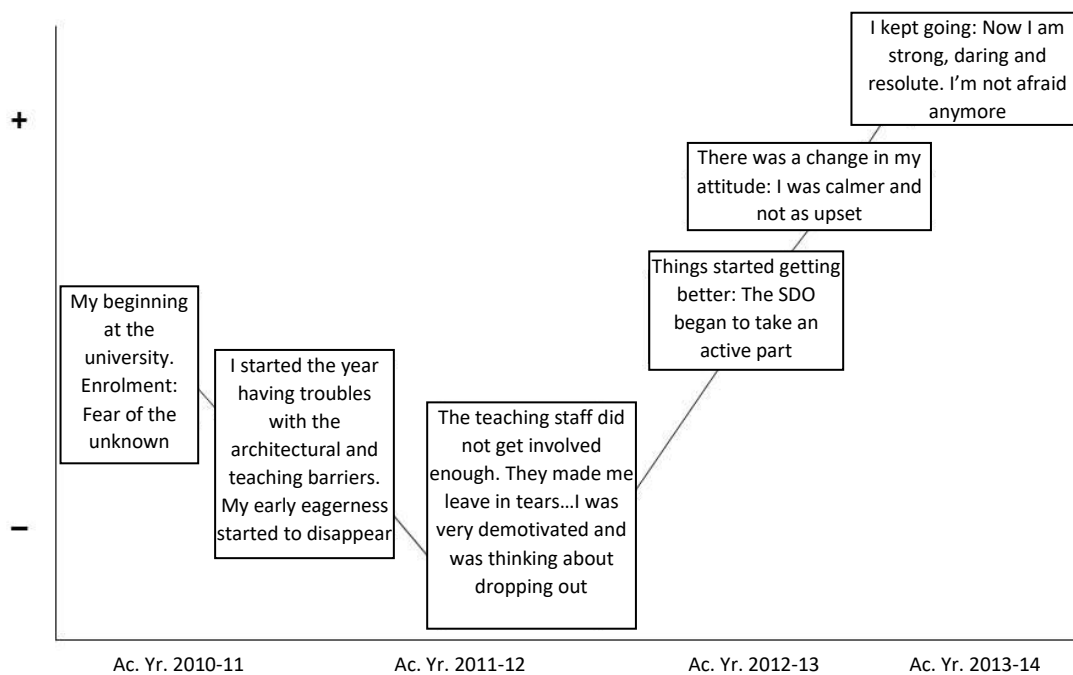 +
–
My beginning
at the
university.
Enrolment:
Fear of the
unknown
I started the year
having troubles
with the
architectural and
teaching barriers.
My early eagerness
started to disappear
The teaching staff did
not get involved
enough. They made me
leave in tears...I was
very demotivated and
was thinking about
dropping out
Things started getting
better: The SDO
began to take an
active part
There was a change in my
attitude: I was calmer and
not as upset
I kept going: Now I am
strong, daring and
resolute. I’m not afraid
anymore
Ac. Yr. 2010-11
Ac. Yr. 2011-12
Ac. Yr. 2012-13
Ac. Yr. 2013-14